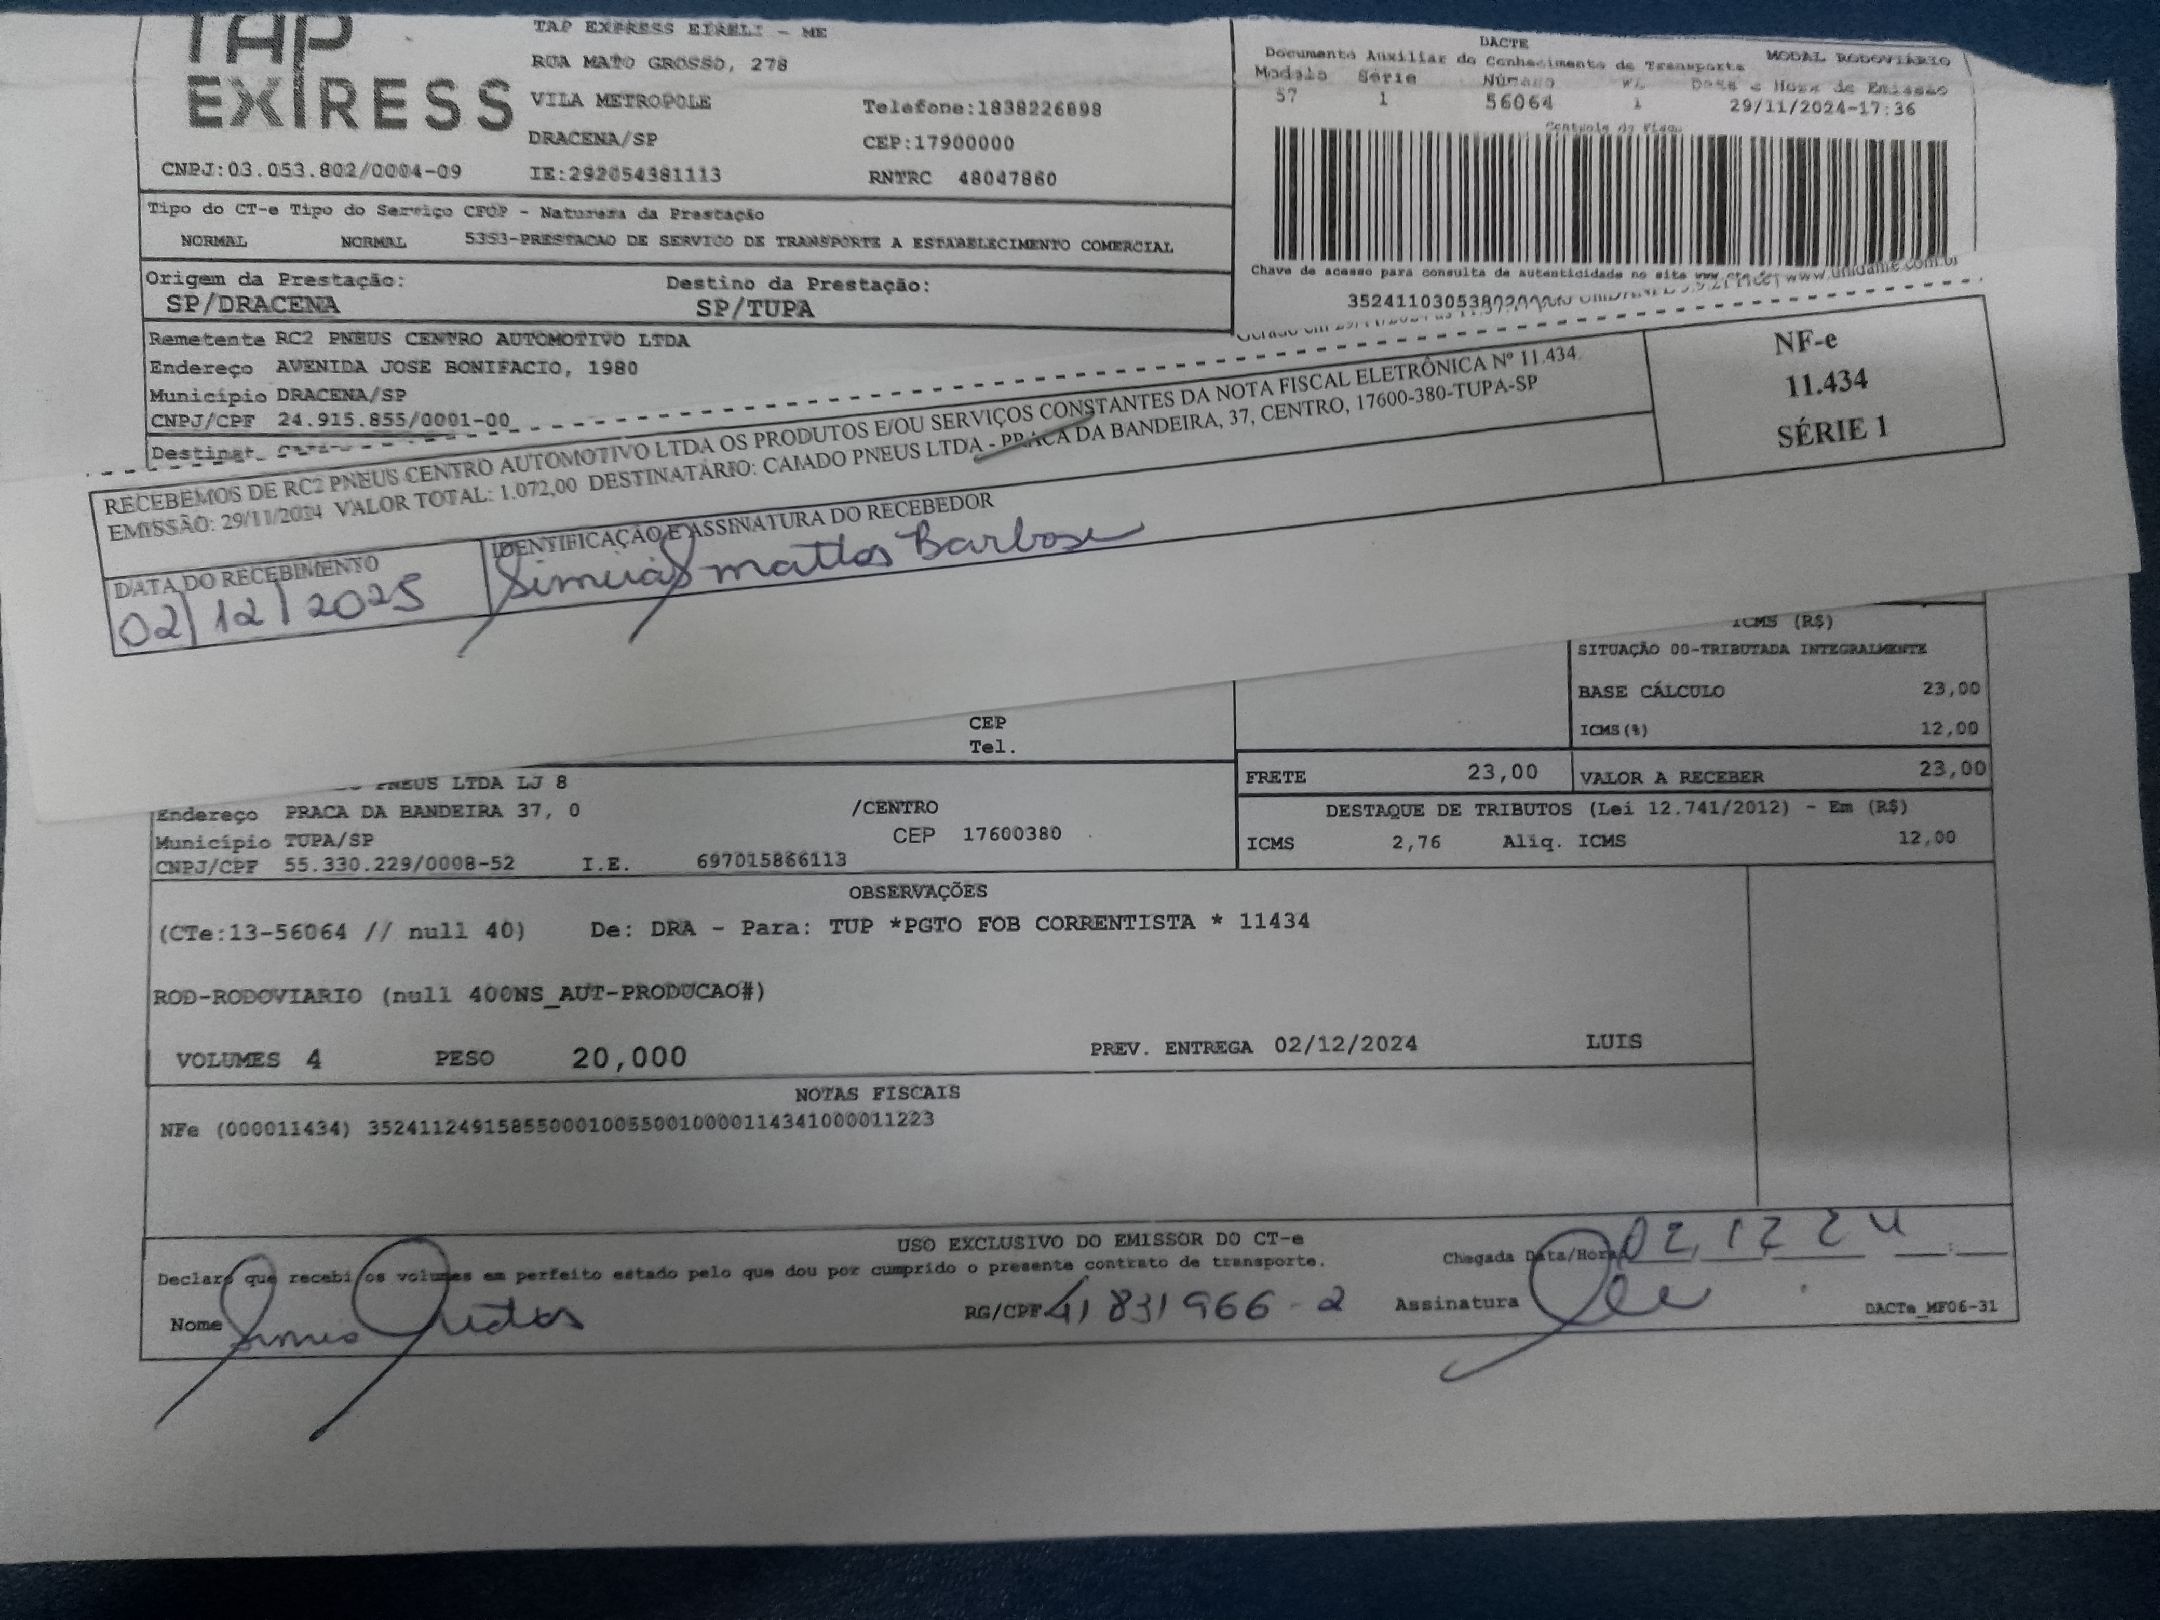 TAP
EXPRESS
CNPJ:03.053.802/0004-09
TAP EXPRESS EIRELI - ME
RUA MATO GROSSO, 278
VILA METROPOLE
Telefone:1838226898
DRACENA/SP
CEP:17900000
IE:292054381113
RNTRC 48047860
DACTE
Documento Auxiliar do Conhecimento de Transporte
MODAL RODOVIÁRIO
Modelo Série Número Data e Hora de Emissão
57 1 56064 1 29/11/2024-17:36
Controle do Fisco
Tipo do CT-e Tipo do Serviço CFOP - Natureza da Prestação
NORMAL NORMAL 5353-PRESTACAO DE SERVICO DE TRANSPORTE A ESTABELECIMENTO COMERCIAL
Chave de acesso para consulta de autenticidade no site
www.unidanfe.com.br
Origem da Prestação:
SP/DRACENA
Destino da Prestação:
SP/TUPA
Remetente RC2 PNEUS CENTRO AUTOMOTIVO LTDA
Endereço AVENIDA JOSE BONIFACIO, 1980
Município DRACENA/SP
CNPJ/CPF 24.915.855/0001-00
RECEBEMOS DE RC2 PNEUS CENTRO AUTOMOTIVO LTDA OS PRODUTOS E/OU SERVIÇOS CONSTANTES DA NOTA FISCAL ELETRÔNICA Nº 11.434
EMISSÃO: 29/11/2024 VALOR TOTAL: 1.072,00 DESTINATÁRIO: CAIADO PNEUS LTDA - PRACA DA BANDEIRA, 37, CENTRO, 17600-380-TUPA-SP
NF-e
11.434
SÉRIE 1
DATA DO RECEBIMENTO
02/12/2025
IDENTIFICAÇÃO E ASSINATURA DO RECEBEDOR
mattos Barbosa
ICMS (R$)
SITUAÇÃO 00-TRIBUTADA INTEGRALMENTE
BASE CÁLCULO 23,00
ICMS(%) 12,00
CEP
Tel.
FRETE 23,00
VALOR A RECEBER 23,00
PNEUS LTDA LJ 8
Endereço PRACA DA BANDEIRA 37, 0 /CENTRO
Município TUPA/SP CEP 17600380
CNPJ/CPF 55.330.229/0008-52 I.E. 697015866113
DESTAQUE DE TRIBUTOS (Lei 12.741/2012) - Em (R$)
ICMS 2,76 Aliq. ICMS 12,00
OBSERVAÇÕES
(CTe:13-56064 // null 40) De: DRA - Para: TUP *PGTO FOB CORRENTISTA * 11434
ROD-RODOVIARIO (null 400NS_AUT-PRODUCAO#)
VOLUMES 4 PESO 20,000 PREV. ENTREGA 02/12/2024 LUIS
NOTAS FISCAIS
NFe (000011434) 35241124915855000100550010000114341000011223
USO EXCLUSIVO DO EMISSOR DO CT-e
Declaro que recebi os volumes em perfeito estado pelo que dou por cumprido o presente contrato de transporte.
Chegada Data/Hora 02 12 24
Nome
RG/CPF 41831966-2
Assinatura
DACTe_MF06-31